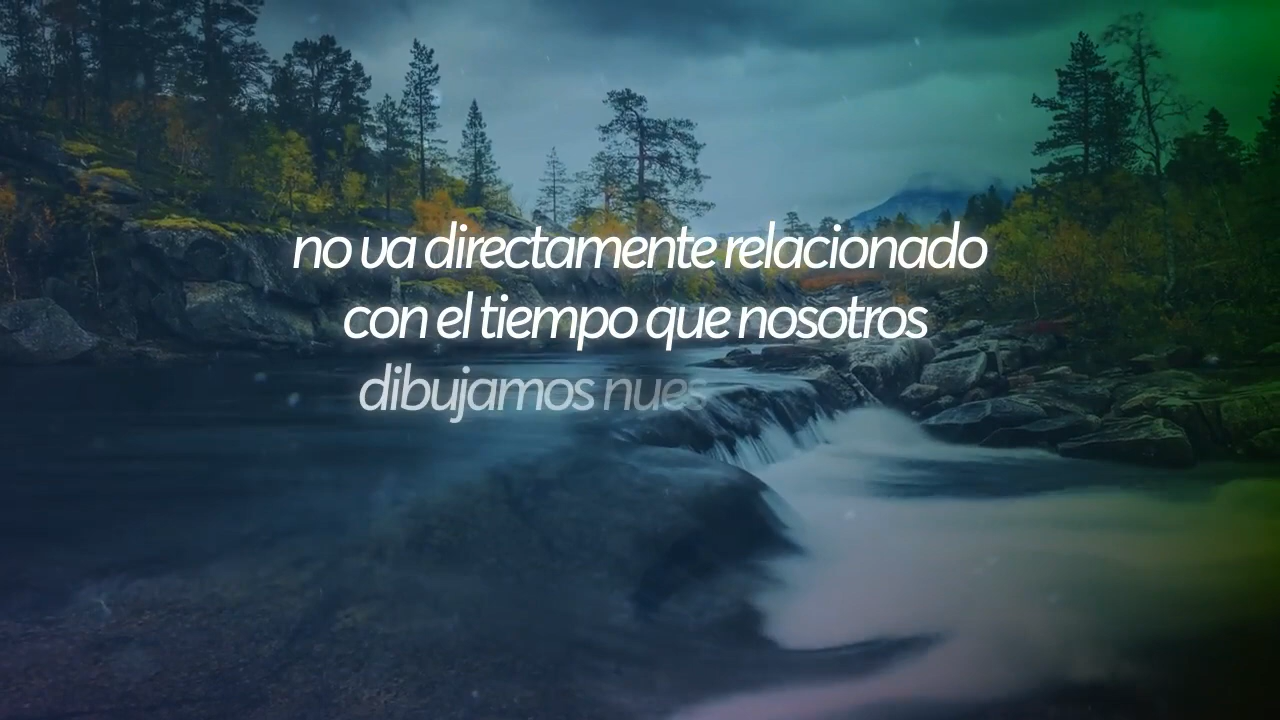 no va directamente relacionado
con el tiempo que nosotros
dibujamos nues